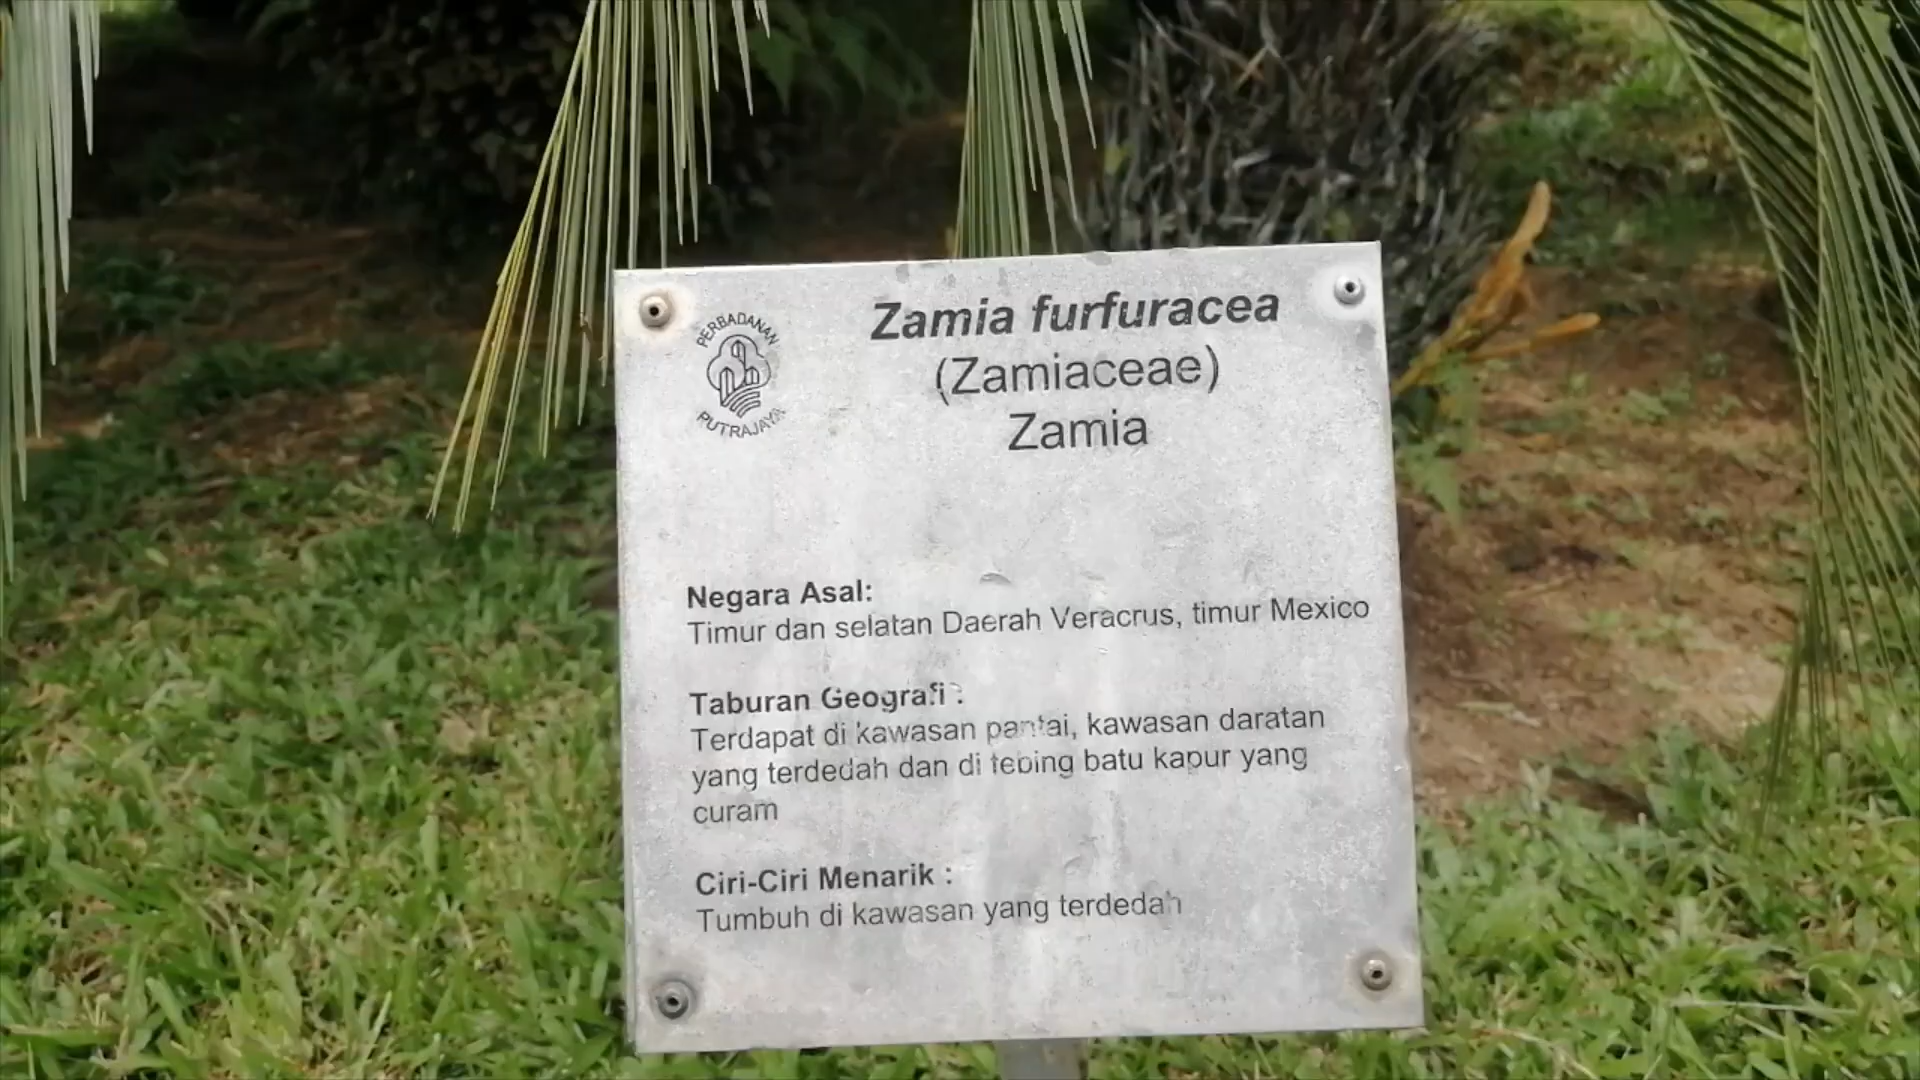 PERBADANAN
PUTRAJAYA
Zamia furfuracea
(Zamiaceae)
Zamia
Negara Asal:
Timur dan selatan Daerah Veracrus, timur Mexico
Taburan Geografi :
Terdapat di kawasan pantai, kawasan daratan
yang terdedah dan di tebing batu kapur yang
curam
Ciri-Ciri Menarik :
Tumbuh di kawasan yang terdedah